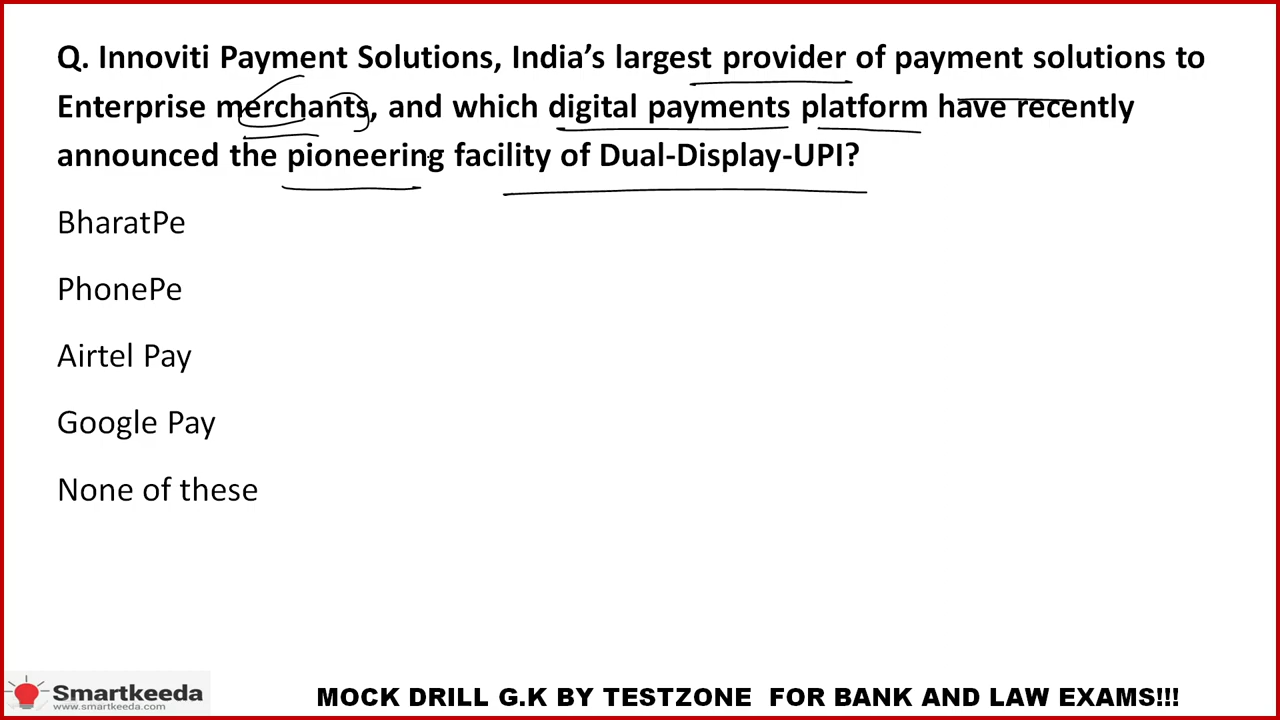 Q. Innoviti Payment Solutions, India’s largest provider of payment solutions to
Enterprise merchants, and which digital payments platform have recently
announced the pioneering facility of Dual-Display-UPI?
BharatPe
PhonePe
Airtel Pay
Google Pay
None of these
Smartkeeda
www.smartkeeda.com
MOCK DRILL G.K BY TESTZONE FOR BANK AND LAW EXAMS!!!